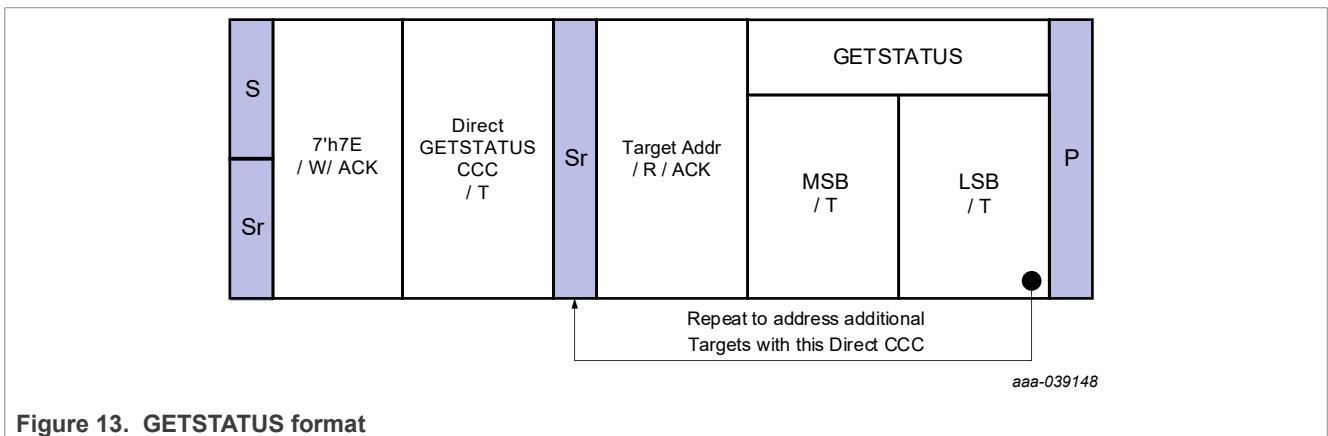 S
Sr
7'h7E
/ W/ ACK
Direct
GETSTATUS
CCC
/ T
Sr
Target Addr
/ R / ACK
GETSTATUS
MSB
/ T
LSB
/ T
P
Repeat to address additional
Targets with this Direct CCC
aaa-039148
Figure 13. GETSTATUS format